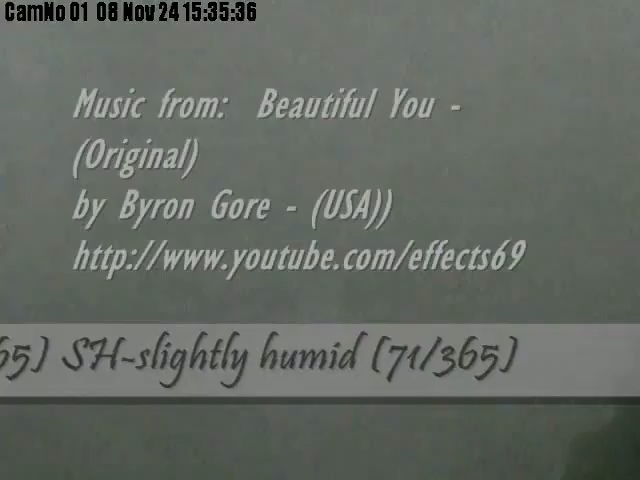 CamNo 01 08 Nov 24 15:35:36
Music from: Beautiful You -
(Original)
by Byron Gore - (USA))
http://www.youtube.com/effects69
65) SH-slightly humid (71/365)